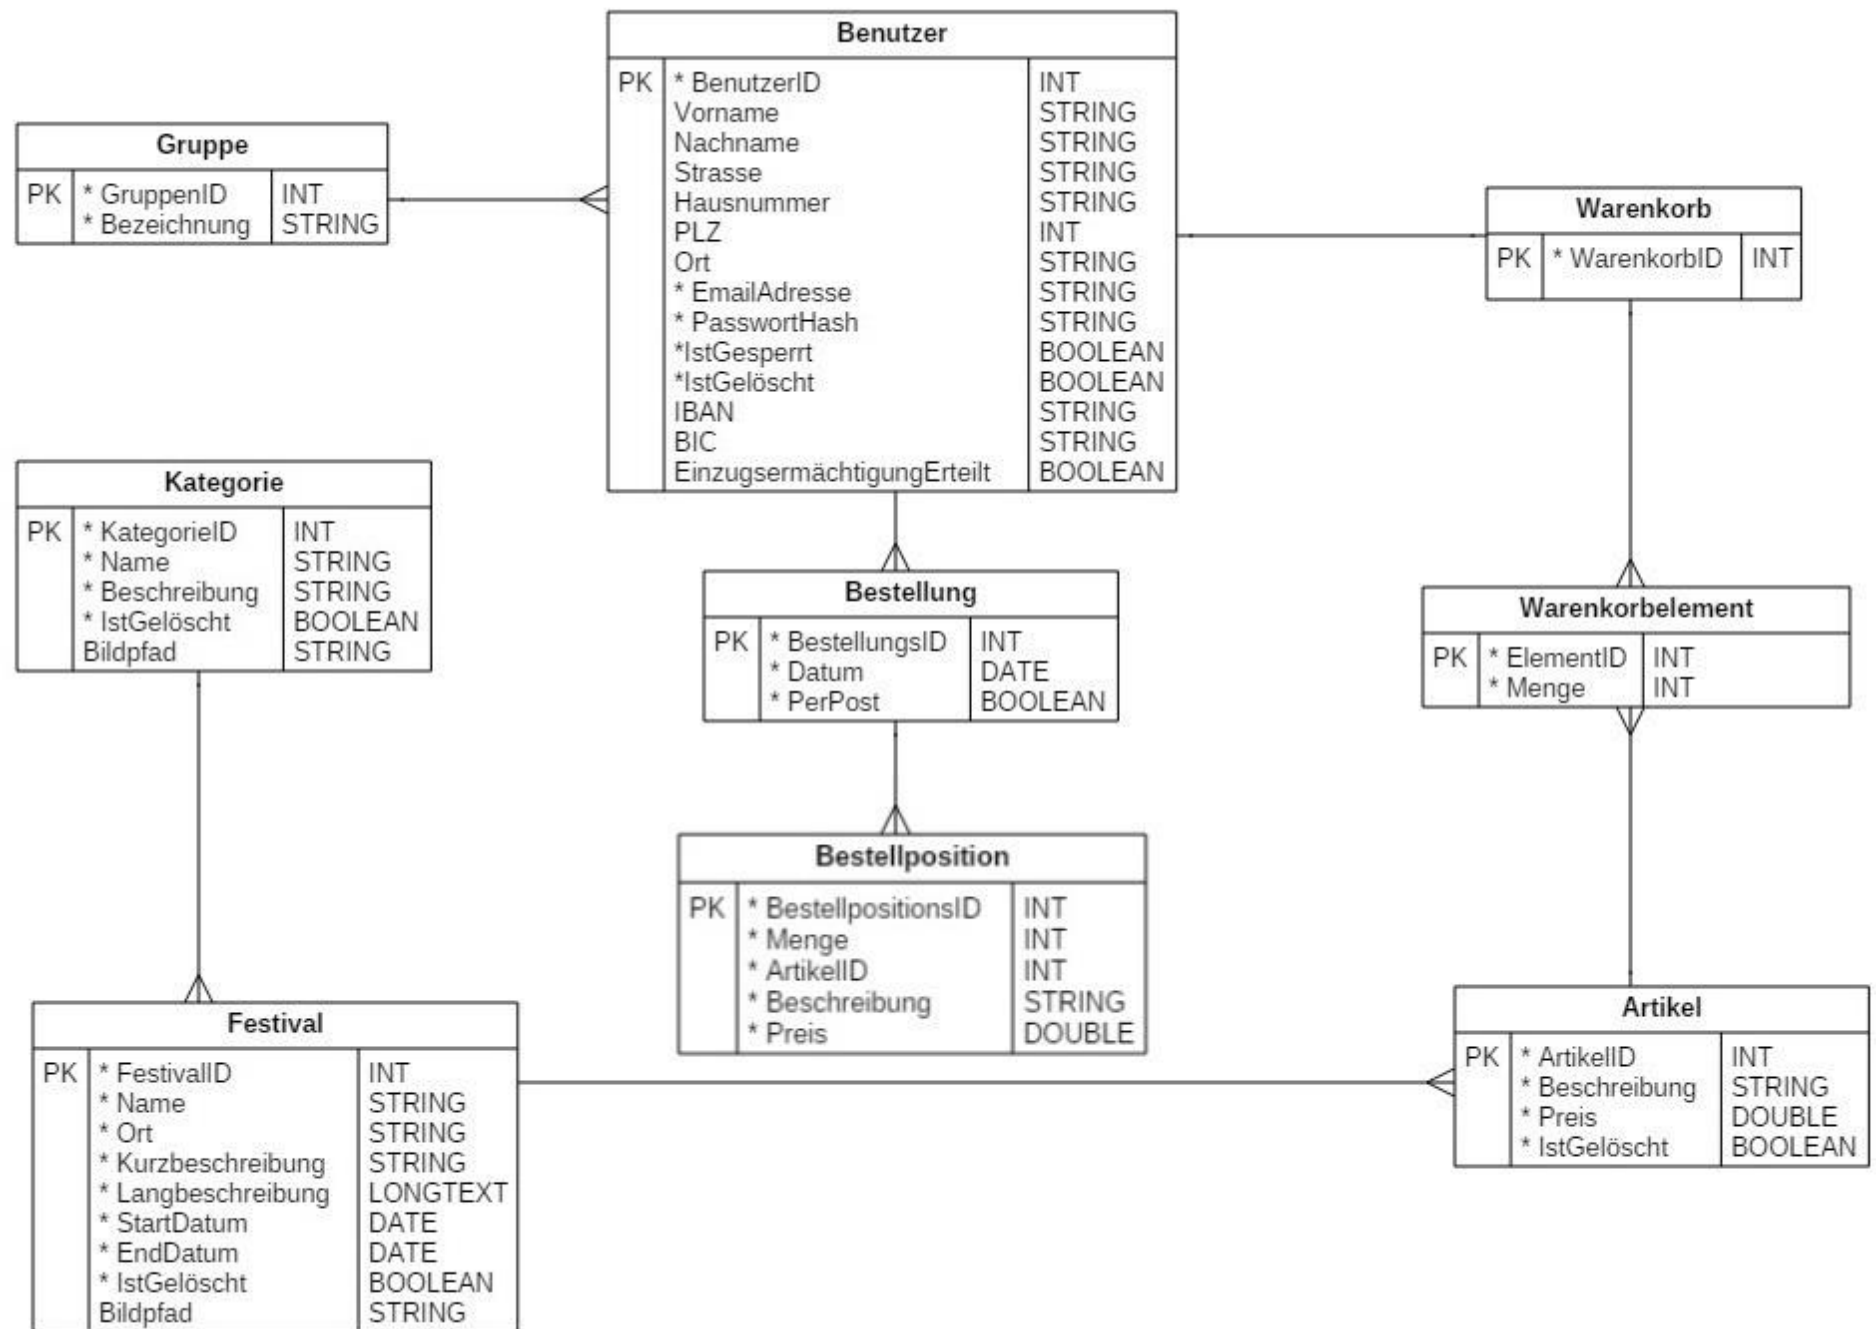 Benutzer
PK * BenutzerID INT
Vorname STRING
Nachname STRING
Strasse STRING
Hausnummer STRING
PLZ INT
Ort STRING
* EmailAdresse STRING
* PasswortHash STRING
*IstGesperrt BOOLEAN
*IstGelöscht BOOLEAN
IBAN STRING
BIC STRING
EinzugsermächtigungErteilt BOOLEAN
Gruppe
PK * GruppenID INT
* Bezeichnung STRING
Warenkorb
PK * WarenkorbID INT
Kategorie
PK * KategorieID INT
* Name STRING
* Beschreibung STRING
* IstGelöscht BOOLEAN
Bildpfad STRING
Bestellung
PK * BestellungsID INT
* Datum DATE
* PerPost BOOLEAN
Warenkorbelement
PK * ElementID INT
* Menge INT
Bestellposition
PK * BestellpositionsID INT
* Menge INT
* ArtikelID INT
* Beschreibung STRING
* Preis DOUBLE
Festival
PK * FestivalID INT
* Name STRING
* Ort STRING
* Kurzbeschreibung STRING
* Langbeschreibung LONGTEXT
* StartDatum DATE
* EndDatum DATE
* IstGelöscht BOOLEAN
Bildpfad STRING
Artikel
PK * ArtikelID INT
* Beschreibung STRING
* Preis DOUBLE
* IstGelöscht BOOLEAN